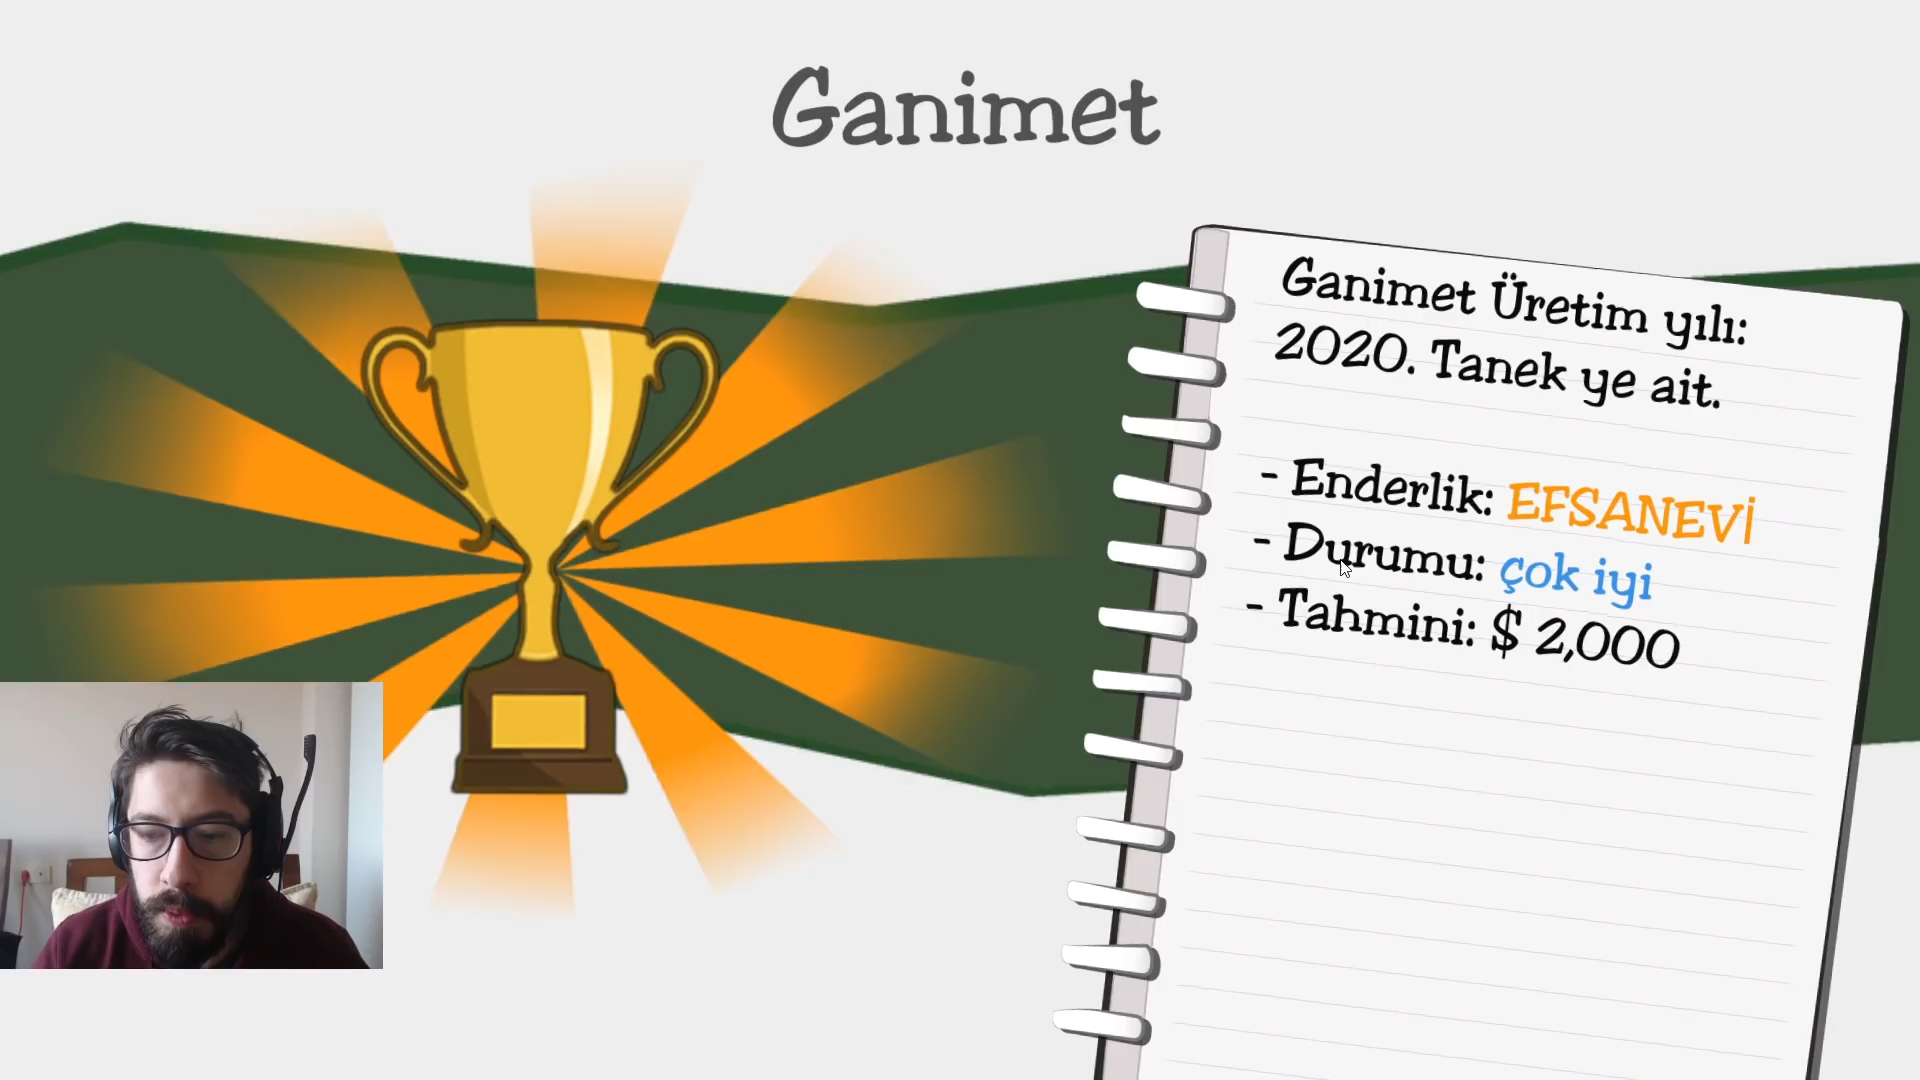 Ganimet
Ganimet Üretim yılı:
2020. Tanek ye ait.
- Enderlik: EFSANEVİ
- Durumu: çok iyi
- Tahmini: $ 2,000